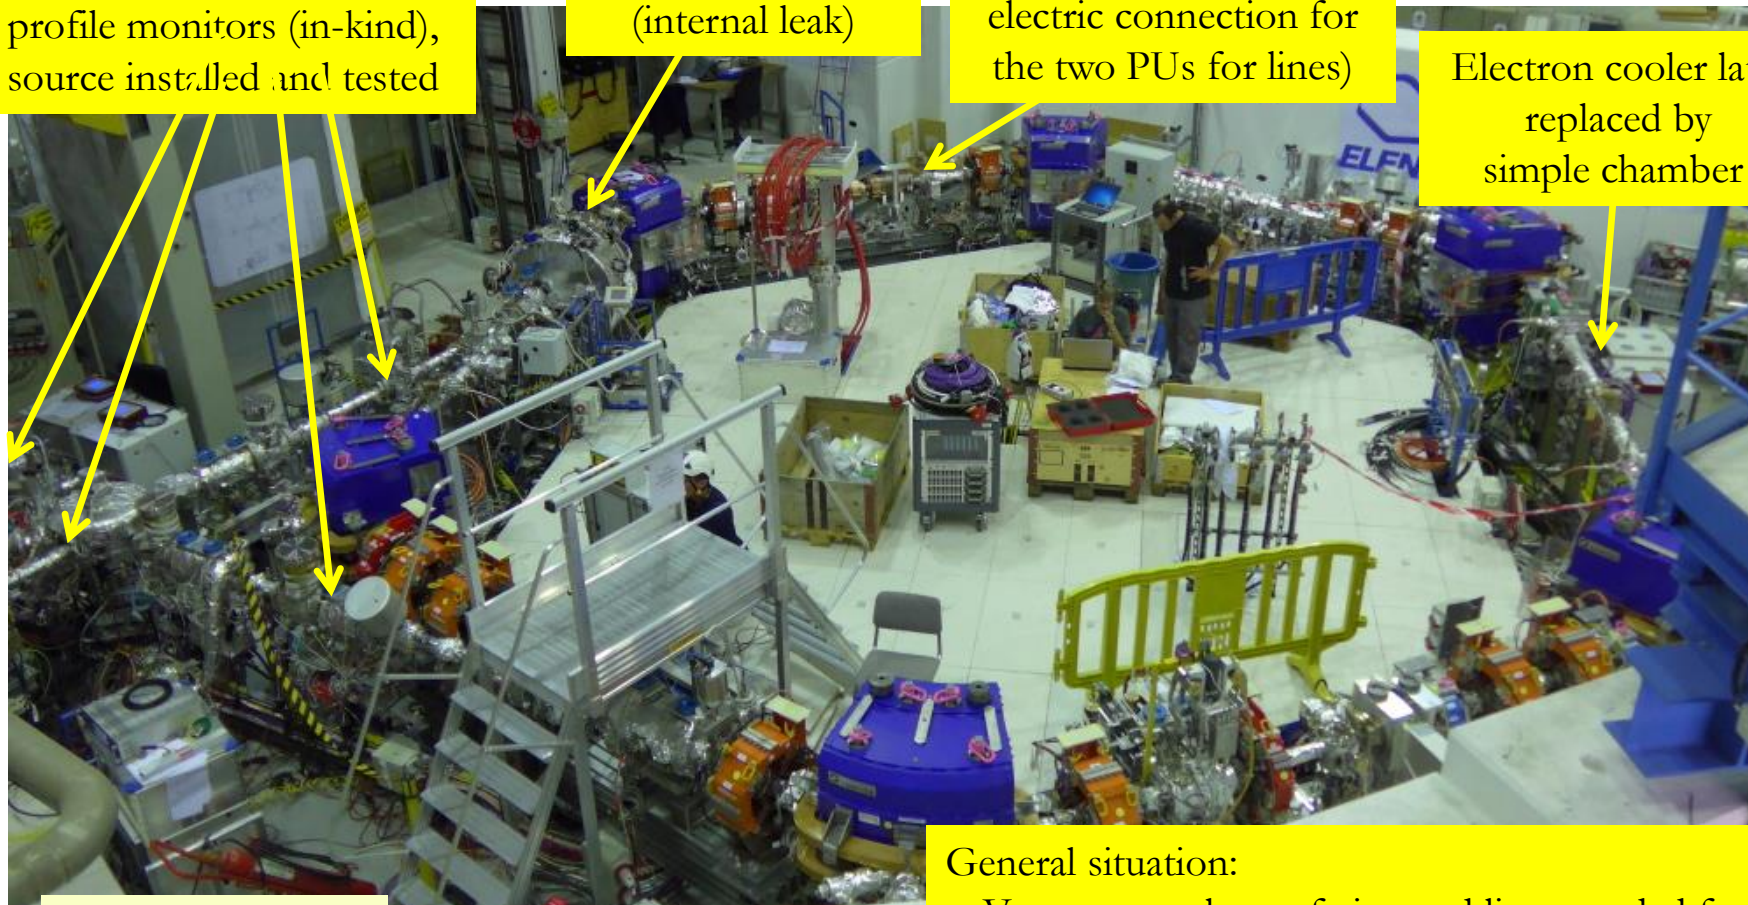 profile monitors (in-kind),
source installed and tested
(internal leak)
electric connection for
the two PUs for lines)
Electron cooler
replaced by
simple chamber
ELEN
General situation: